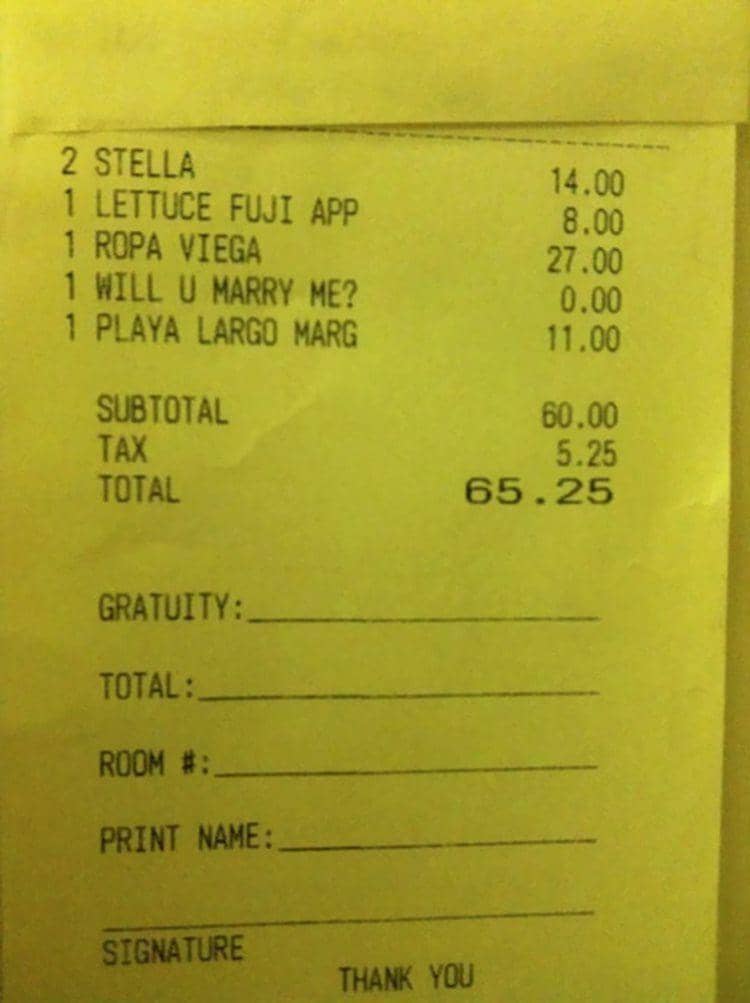 2 STELLA 14.00
1 LETTUCE FUJI APP 8.00
1 ROPA VIEGA 27.00
1 WILL U MARRY ME? 0.00
1 PLAYA LARGO MARG 11.00
SUBTOTAL 60.00
TAX 5.25
TOTAL 65.25
GRATUITY:
TOTAL:
ROOM #:
PRINT NAME:
SIGNATURE
THANK YOU